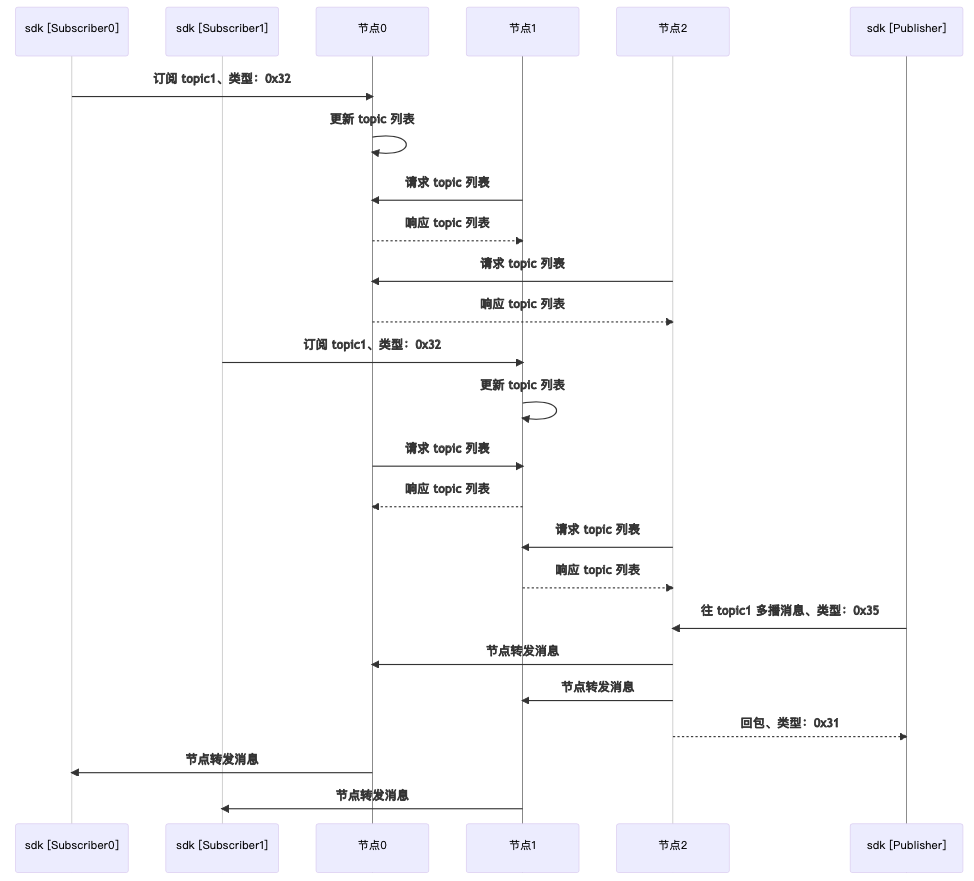 sdk [Subscriber0]
sdk [Subscriber1]
节点0
节点1
节点2
sdk [Publisher]
订阅 topic1、类型：0x32
更新 topic 列表
请求 topic 列表
响应 topic 列表
请求 topic 列表
响应 topic 列表
订阅 topic1、类型：0x32
更新 topic 列表
请求 topic 列表
响应 topic 列表
请求 topic 列表
响应 topic 列表
往 topic1 多播消息、类型：0x35
节点转发消息
节点转发消息
回包、类型：0x31
节点转发消息
节点转发消息
sdk [Subscriber0]
sdk [Subscriber1]
节点0
节点1
节点2
sdk [Publisher]